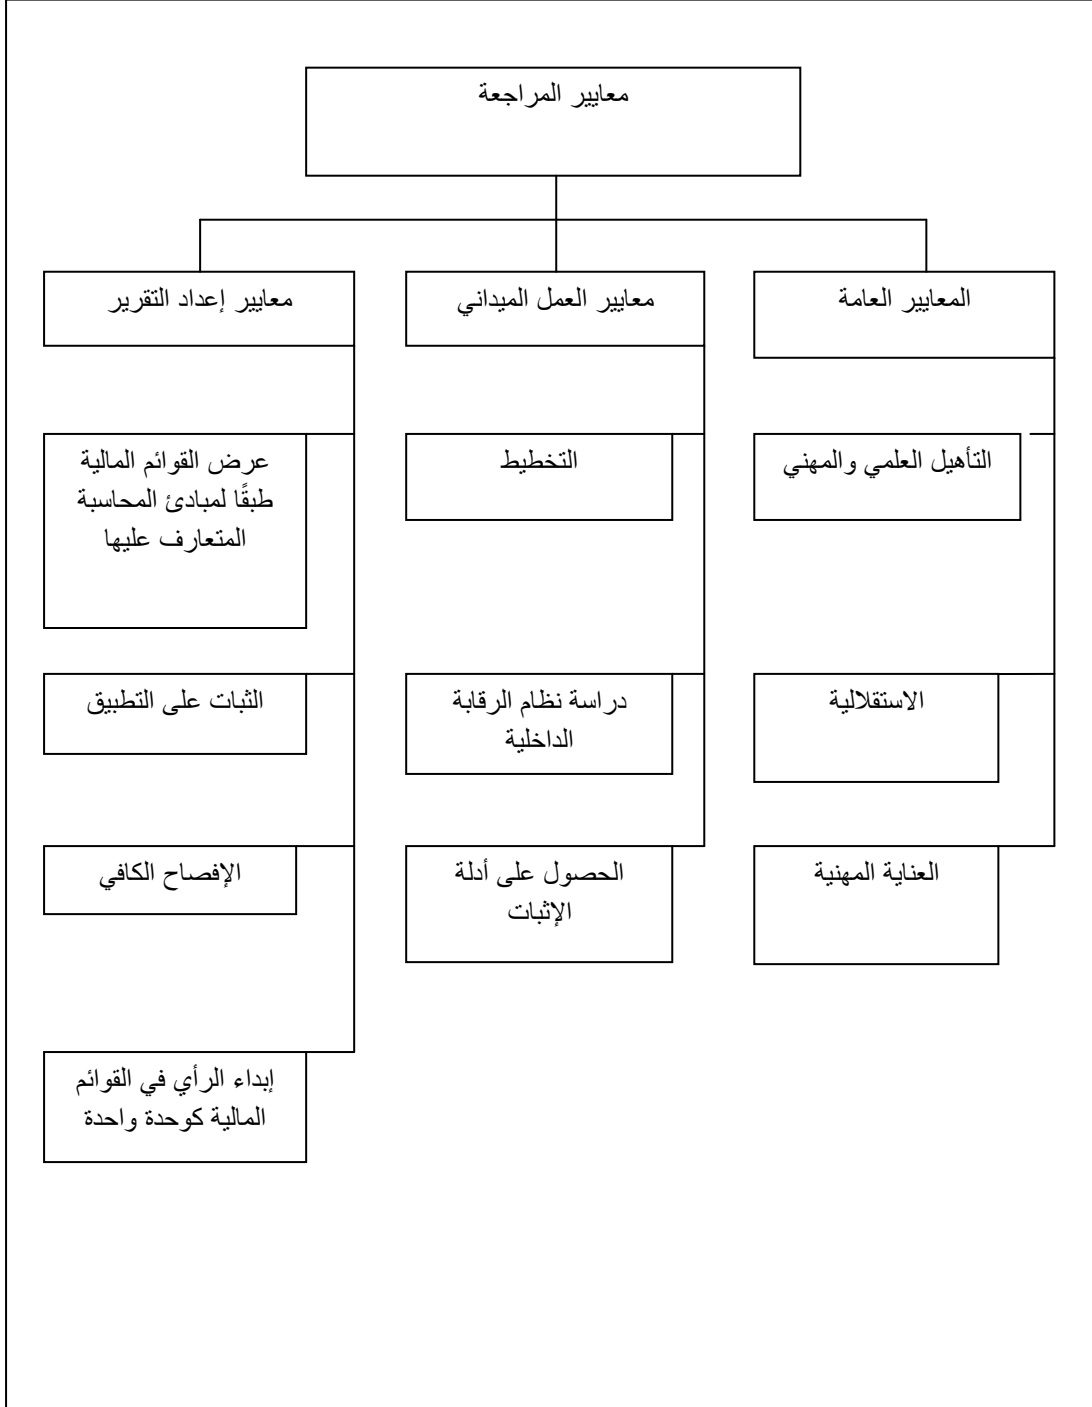 معايير المراجعة
المعايير العامة
معايير العمل الميداني
معايير إعداد التقرير
التأهيل العلمي والمهني
التخطيط
عرض القوائم المالية
طبقًا لمبادئ المحاسبة
المتعارف عليها
الاستقلالية
دراسة نظام الرقابة
الداخلية
الثبات على التطبيق
العناية المهنية
الحصول على أدلة
الإثبات
الإفصاح الكافي
إبداء الرأي في القوائم
المالية كوحدة واحدة